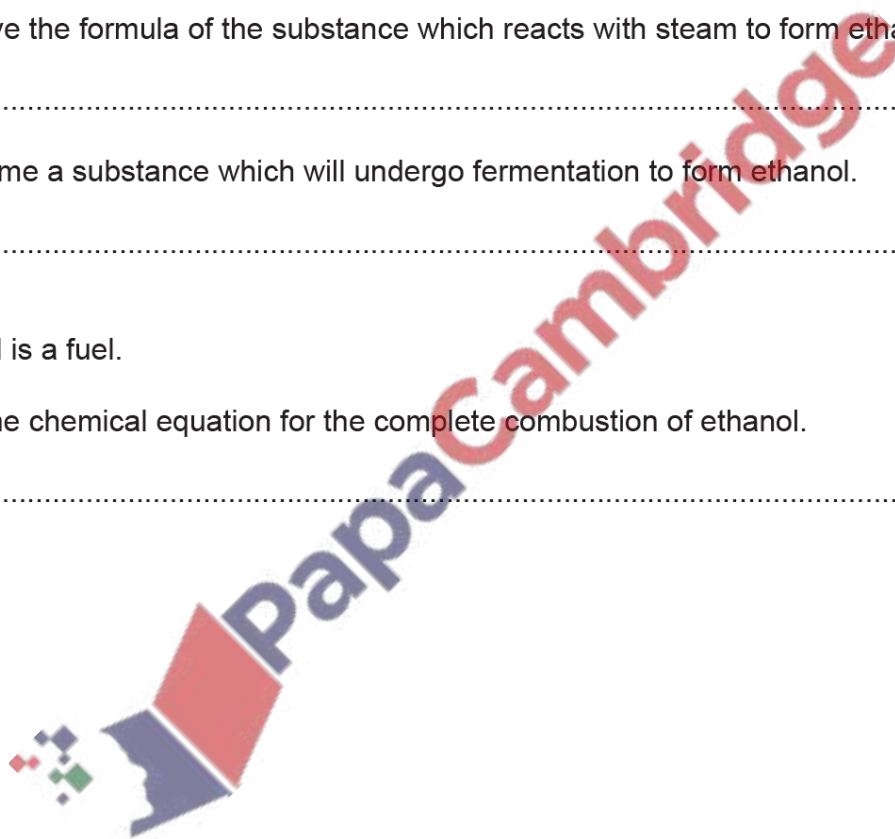 ve the formula of the substance which reacts with steam to form etha
me a substance which will undergo fermentation to form ethanol.
l is a fuel.
e chemical equation for the complete combustion of ethanol.
PapaCambridge